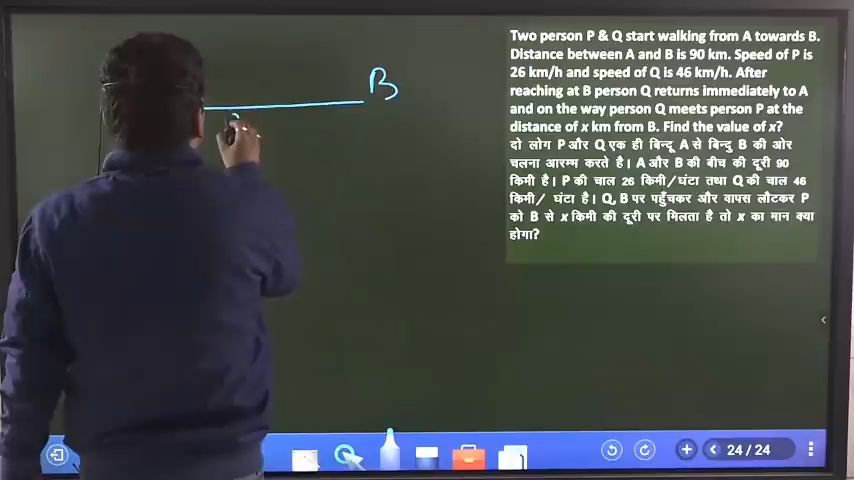 B
Two person P & Q start walking from A towards B.
Distance between A and B is 90 km. Speed of P is
26 km/h and speed of Q is 46 km/h. After
reaching at B person Q returns immediately to A
and on the way person Q meets person P at the
distance of x km from B. Find the value of x?
दो लोग P और Q एक ही बिन्दू A से बिन्दु B की ओर
चलना आरम्भ करते है। A और B की बीच की दूरी 90
किमी है। P की चाल 26 किमी/घंटा तथा Q की चाल 46
किमी/ घंटा है। Q, B पर पहुँचकर और वापस लौटकर P
को B से x किमी की दूरी पर मिलता है तो x का मान क्या
होगा?
24 / 24